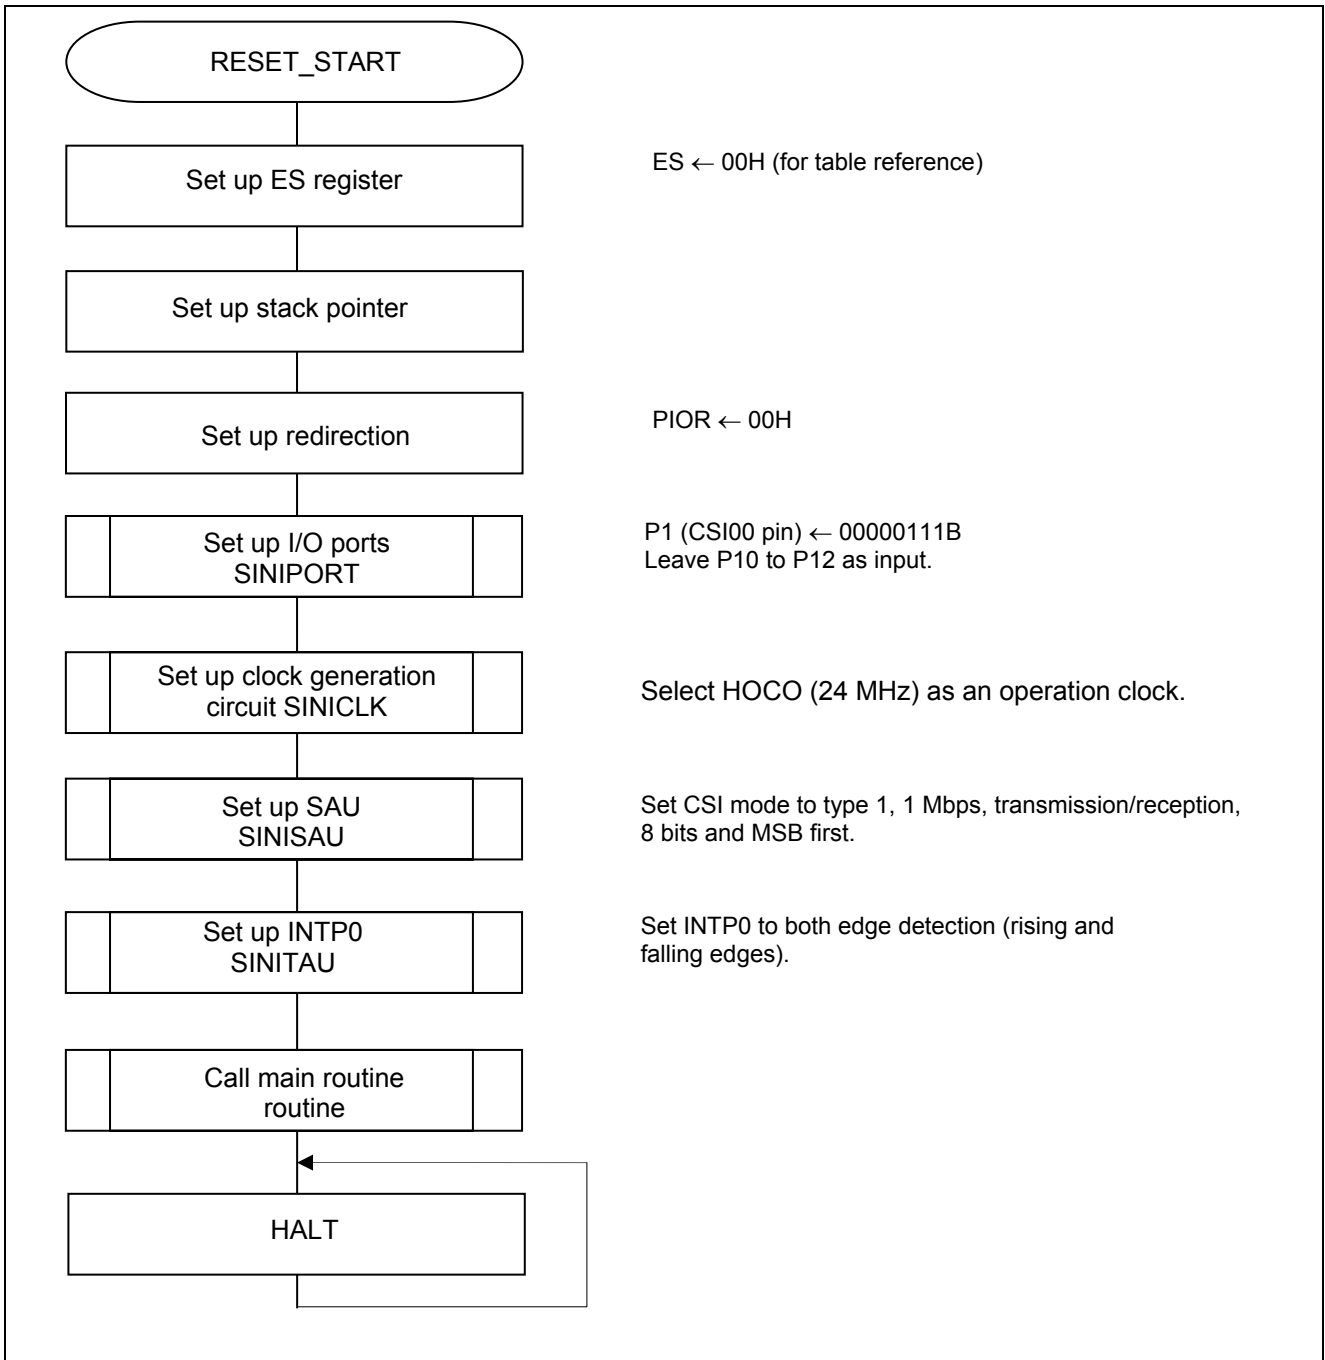 RESET_START
Set up ES register
ES ← 00H (for table reference)
Set up stack pointer
Set up redirection
PIOR ← 00H
Set up I/O ports
SINIPORT
P1 (CSI00 pin) ← 00000111B
Leave P10 to P12 as input.
Set up clock generation
circuit SINICLK
Select HOCO (24 MHz) as an operation clock.
Set up SAU
SINISAU
Set CSI mode to type 1, 1 Mbps, transmission/reception,
8 bits and MSB first.
Set up INTP0
SINITAU
Set INTP0 to both edge detection (rising and
falling edges).
Call main routine
routine
HALT